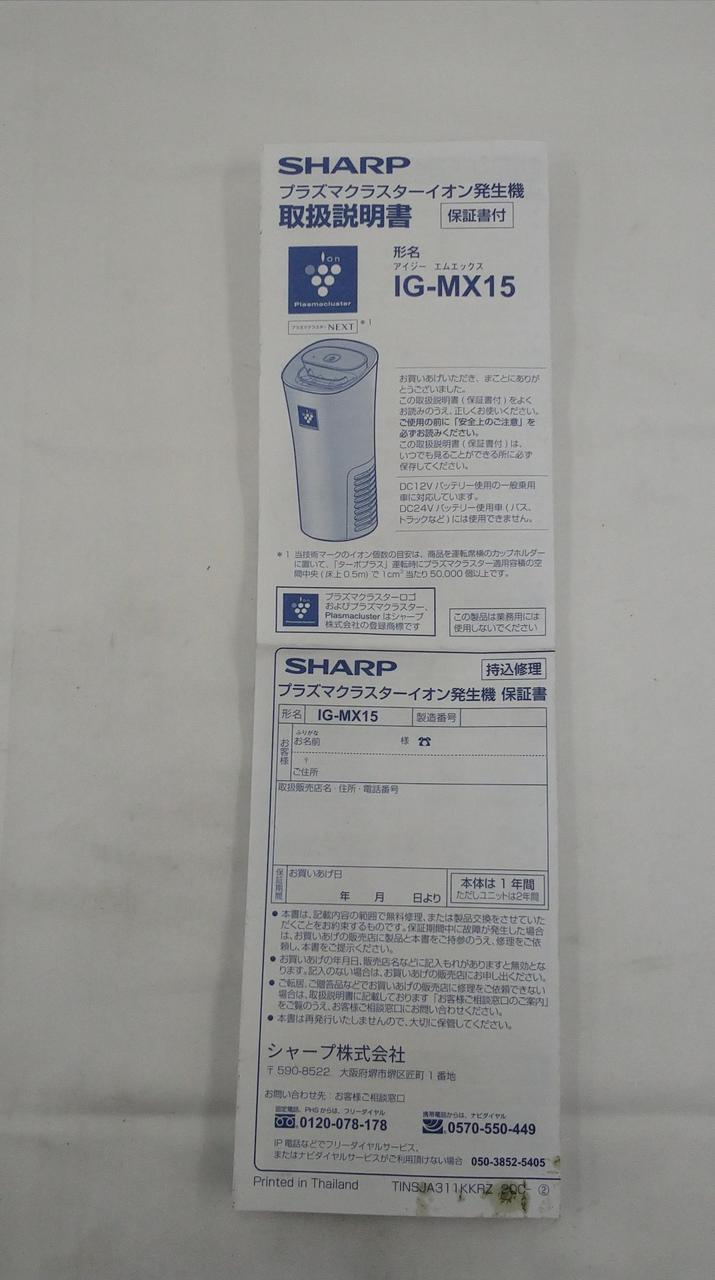 SHARP
プラズマクラスターイオン発生機
取扱説明書 保証書付
ion
Plasmacluster
形名
アイジー エムエックス
IG-MX15
プラズマクラスターNEXT *1
お買いあげいただき、まことにありが
とうございました。
この取扱説明書(保証書付)をよく
お読みのうえ、正しくお使いください。
ご使用の前に「安全上のご注意」を
必ずお読みください。
この取扱説明書(保証書付)は、
いつでも見ることができる所に必ず
保存してください。
DC12Vバッテリー使用の一般乗用
車に対応しています。
DC24Vバッテリー使用車(バス、
トラックなど)には使用できません。
*1 当技術マークのイオン個数の目安は、商品を運転席横のカップホルダー
に置いて、「ターボプラス」運転時にプラズマクラスター適用容積の空
間中央(床上0.5m)で1cm³当たり50,000個以上です。
プラズマクラスターロゴ
およびプラズマクラスター、
Plasmaclusterはシャープ
株式会社の登録商標です
この製品は業務用には
使用しないでください
SHARP 持込修理
プラズマクラスターイオン発生機 保証書
形名 IG-MX15 製造番号
お客様
ふりがな
お名前 様 ☎
〒
ご住所
取扱販売店名・住所・電話番号
保証期間
お買いあげ日
年 月 日より
本体は1年間
ただしユニットは2年間
● 本書は、記載内容の範囲で無料修理、または製品交換をさせていた
だくことをお約束するものです。保証期間中に故障が発生した場合
は、お買いあげの販売店に製品と本書をご持参のうえ、修理をご依
頼し、本書をご提示ください。
● お買いあげの年月日、販売店名などに記入もれがありますと無効とな
ります。記入のない場合は、お買いあげの販売店にお申し出ください。
● ご転居、ご贈答品などでお買いあげの販売店に修理をご依頼できない
場合は、取扱説明書に記載しております「お客様ご相談窓口のご案内」
をご覧のうえ、お客様ご相談窓口にお問い合わせください。
● 本書は再発行いたしませんので、大切に保管してください。
シャープ株式会社
〒590-8522 大阪府堺市堺区匠町1番地
お問い合わせ先:お客様ご相談窓口
固定電話、PHSからは、フリーダイヤル
0120-078-178
携帯電話からは、ナビダイヤル
0570-550-449
IP電話などでフリーダイヤルサービス、
またはナビダイヤルサービスがご利用頂けない場合 050-3852-5405
Printed in Thailand TINSJA311KKRZ 20C- ②